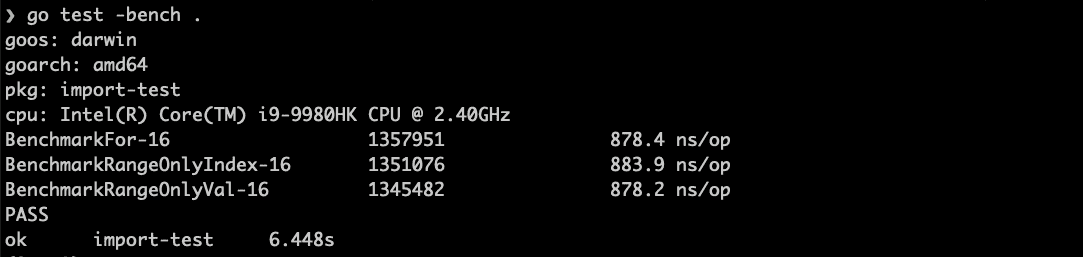 ❯ go test -bench .
goos: darwin
goarch: amd64
pkg: import-test
cpu: Intel(R) Core(TM) i9-9980HK CPU @ 2.40GHz
BenchmarkFor-16 1357951 878.4 ns/op
BenchmarkRangeOnlyIndex-16 1351076 883.9 ns/op
BenchmarkRangeOnlyVal-16 1345482 878.2 ns/op
PASS
ok import-test 6.448s